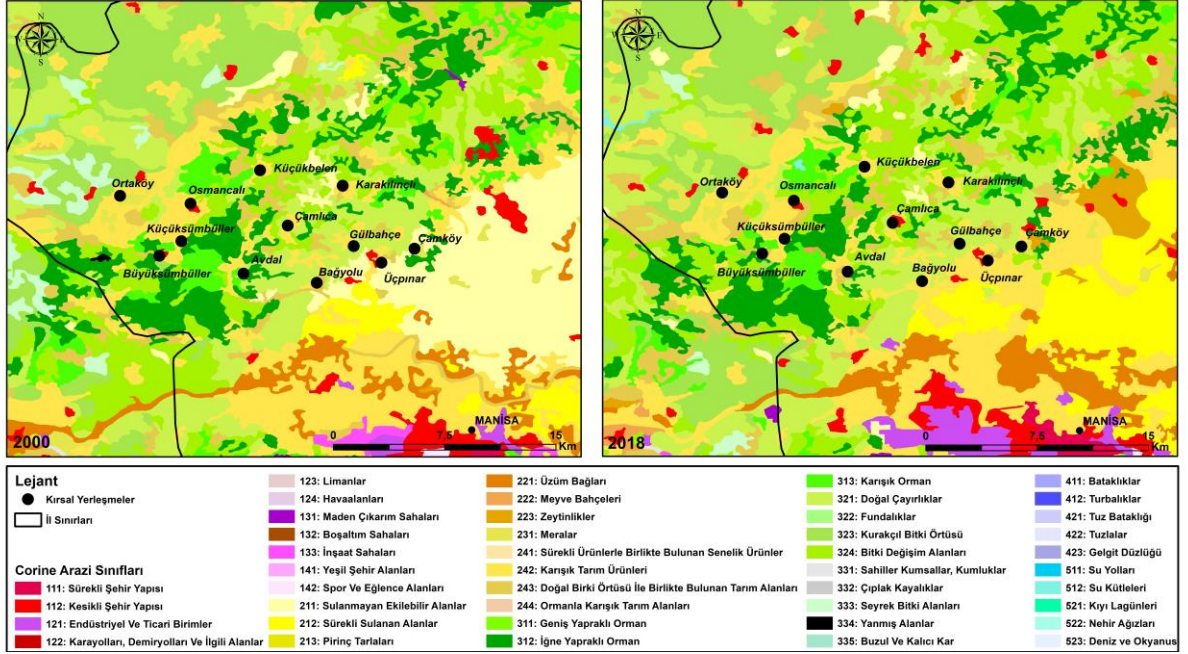 N
W E
S
Küçükbelen
Ortaköy
Osmancalı
Karakılınçlı
Çamlıca
Küçüksümbüller
Gülbahçe
Çamköy
Büyüksümbüller
Avdal
Bağyolu
Üçpınar
MANİSA
2000
0 7,5 15
Km
N
W E
S
Küçükbelen
Ortaköy
Osmancalı
Karakılınçlı
Çamlıca
Küçüksümbüller
Gülbahçe
Çamköy
Büyüksümbüller
Avdal
Bağyolu
Üçpınar
MANİSA
2018
0 7,5 15
Km
Lejant
Kırsal Yerleşmeler
İl Sınırları
Corine Arazi Sınıfları
111: Sürekli Şehir Yapısı
112: Kesikli Şehir Yapısı
121: Endüstriyel Ve Ticari Birimler
122: Karayolları, Demiryolları Ve İlgili Alanlar
123: Limanlar
124: Havaalanları
131: Maden Çıkarım Sahaları
132: Boşaltım Sahaları
133: İnşaat Sahaları
141: Yeşil Şehir Alanları
142: Spor Ve Eğlence Alanları
211: Sulanmayan Ekilebilir Alanlar
212: Sürekli Sulanan Alanlar
213: Pirinç Tarlaları
221: Üzüm Bağları
222: Meyve Bahçeleri
223: Zeytinlikler
231: Meralar
241: Sürekli Ürünlerle Birlikte Bulunan Senelik Ürünler
242: Karışık Tarım Ürünleri
243: Doğal Birki Örtüsü İle Birlikte Bulunan Tarım Alanları
244: Ormanla Karışık Tarım Alanları
311: Geniş Yapraklı Orman
312: İğne Yapraklı Orman
313: Karışık Orman
321: Doğal Çayırlıklar
322: Fundalıklar
323: Kurakçıl Bitki Örtüsü
324: Bitki Değişim Alanları
331: Sahiller Kumsallar, Kumluklar
332: Çıplak Kayalıklar
333: Seyrek Bitki Alanları
334: Yanmış Alanlar
335: Buzul Ve Kalıcı Kar
411: Bataklıklar
412: Turbalıklar
421: Tuz Bataklığı
422: Tuzlalar
423: Gelgit Düzlüğü
511: Su Yolları
512: Su Kütleleri
521: Kıyı Lagünleri
522: Nehir Ağızları
523: Deniz ve Okyanus